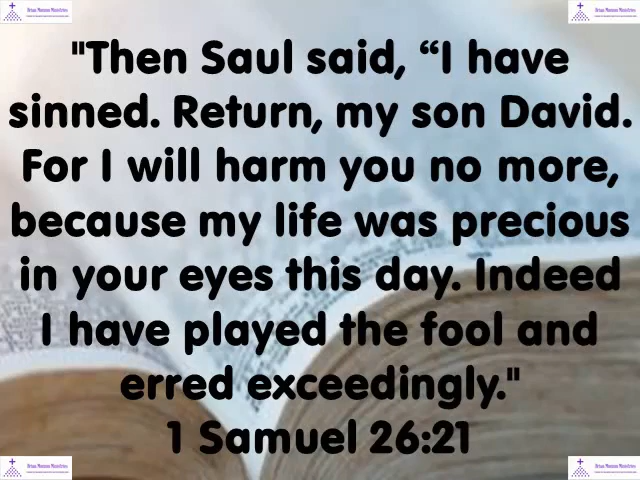 "Then Saul said, “I have
sinned. Return, my son David.
For I will harm you no more,
because my life was precious
in your eyes this day. Indeed
I have played the fool and
erred exceedingly."
1 Samuel 26:21